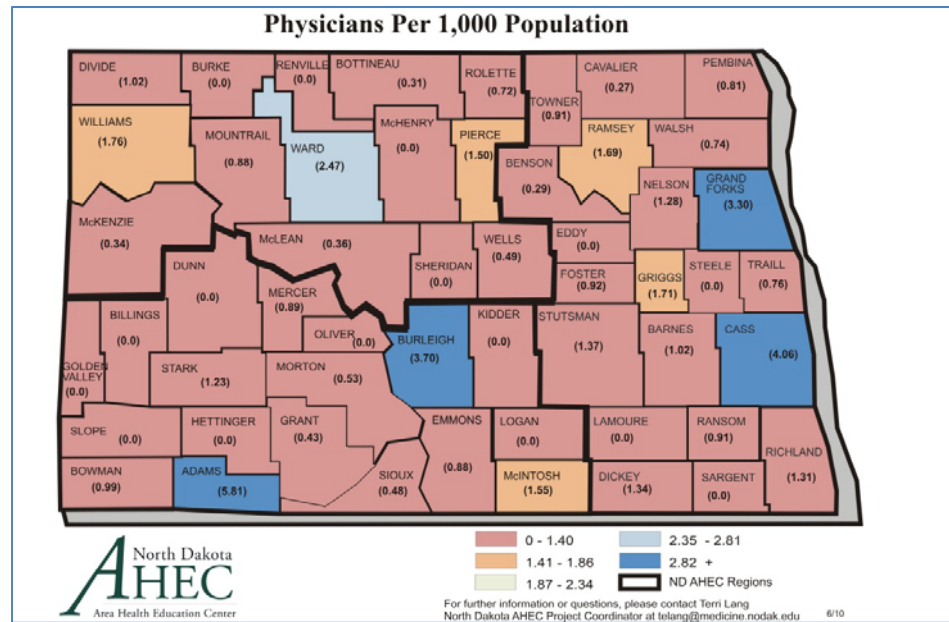 Physicians Per 1,000 Population
DIVIDE
(1.02)
BURKE
(0.0)
RENVILLE
(0.0)
BOTTINEAU
(0.31)
ROLETTE
(0.72)
TOWNER
(0.91)
CAVALIER
(0.27)
PEMBINA
(0.81)
WILLIAMS
(1.76)
MOUNTRAIL
(0.88)
WARD
(2.47)
McHENRY
(0.0)
PIERCE
(1.50)
BENSON
(0.29)
RAMSEY
(1.69)
WALSH
(0.74)
NELSON
(1.28)
GRAND
FORKS
(3.30)
McKENZIE
(0.34)
DUNN
(0.0)
McLEAN
(0.36)
SHERIDAN
(0.0)
WELLS
(0.49)
EDDY
(0.0)
FOSTER
(0.92)
GRIGGS
(1.71)
STEELE
(0.0)
TRAILL
(0.76)
BILLINGS
(0.0)
MERCER
(0.89)
OLIVER
(0.0)
BURLEIGH
(3.70)
KIDDER
(0.0)
STUTSMAN
(1.37)
BARNES
(1.02)
CASS
(4.06)
GOLDEN
VALLEY
(0.0)
STARK
(1.23)
MORTON
(0.53)
SLOPE
(0.0)
HETTINGER
(0.0)
GRANT
(0.43)
EMMONS
(0.88)
LOGAN
(0.0)
LAMOURE
(0.0)
RANSOM
(0.91)
RICHLAND
(1.31)
BOWMAN
(0.99)
ADAMS
(5.81)
SIOUX
(0.48)
McINTOSH
(1.55)
DICKEY
(1.34)
SARGENT
(0.0)
North Dakota
AHEC
Area Health Education Center
0 - 1.40
1.41 - 1.86
1.87 - 2.34
2.35 - 2.81
2.82 +
ND AHEC Regions
For further information or questions, please contact Terri Lang
North Dakota AHEC Project Coordinator at telang@medicine.nodak.edu
6/10